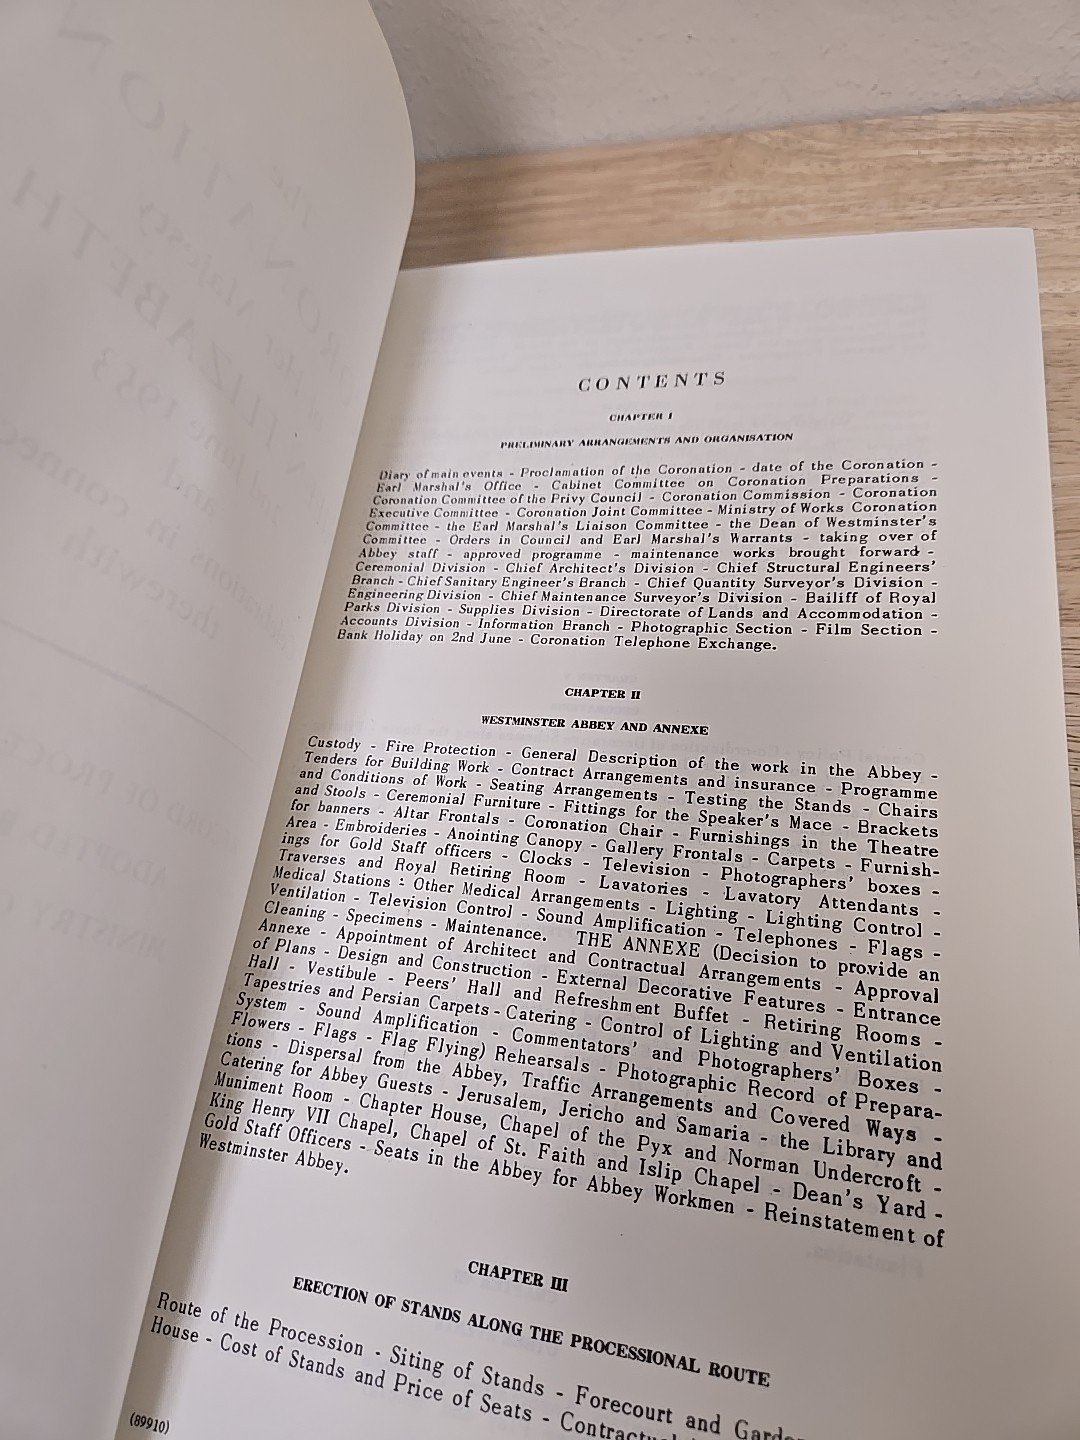 CONTENTS
CHAPTER I
PRELIMINARY ARRANGEMENTS AND ORGANISATION
Diary of main events - Proclamation of the Coronation - date of the Coronation -
Earl Marshal's Office - Cabinet Committee on Coronation Preparations -
Coronation Committee of the Privy Council - Coronation Commission - Coronation
Executive Committee - Coronation Joint Committee - Ministry of Works Coronation
Committee - the Earl Marshal's Liaison Committee - the Dean of Westminster's
Committee - Orders in Council and Earl Marshal's Warrants - taking over of
Abbey staff - approved programme - maintenance works brought forward -
Ceremonial Division - Chief Architect's Division - Chief Structural Engineers'
Branch - Chief Sanitary Engineer's Branch - Chief Quantity Surveyor's Division -
Engineering Division - Chief Maintenance Surveyor's Division - Bailiff of Royal
Parks Division - Supplies Division - Directorate of Lands and Accommodation -
Accounts Division - Information Branch - Photographic Section - Film Section -
Bank Holiday on 2nd June - Coronation Telephone Exchange.
CHAPTER II
WESTMINSTER ABBEY AND ANNEXE
Custody - Fire Protection - General Description of the work in the Abbey -
Tenders for Building Work - Contract Arrangements and insurance - Programme
and Conditions of Work - Seating Arrangements - Testing the Stands - Chairs
and Stools - Ceremonial Furniture - Fittings for the Speaker's Mace - Brackets
for banners - Altar Frontals - Coronation Chair - Furnishings in the Theatre
Area - Embroideries - Anointing Canopy - Gallery Frontals - Carpets - Furnish-
ings for Gold Staff officers - Clocks - Television - Photographers' boxes -
Traverses and Royal Retiring Room - Lavatories - Lavatory Attendants -
Medical Stations - Other Medical Arrangements - Lighting - Lighting Control -
Ventilation - Television Control - Sound Amplification - Telephones - Flags -
Cleaning - Specimens - Maintenance. THE ANNEXE (Decision to provide an
Annexe - Appointment of Architect and Contractual Arrangements - Approval
of Plans - Design and Construction - External Decorative Features - Entrance
Hall - Vestibule - Peers' Hall and Refreshment Buffet - Retiring Rooms -
Tapestries and Persian Carpets - Catering - Control of Lighting and Ventilation
System - Sound Amplification - Commentators' and Photographers' Boxes -
Flowers - Flags - Flag Flying) Rehearsals - Photographic Record of Prepara-
tions - Dispersal from the Abbey, Traffic Arrangements and Covered Ways -
Catering for Abbey Guests - Jerusalem, Jericho and Samaria - the Library and
Muniment Room - Chapter House, Chapel of the Pyx and Norman Undercroft -
King Henry VII Chapel, Chapel of St. Faith and Islip Chapel - Dean's Yard -
Gold Staff Officers - Seats in the Abbey for Abbey Workmen - Reinstatement of
Westminster Abbey.
CHAPTER III
ERECTION OF STANDS ALONG THE PROCESSIONAL ROUTE
Route of the Procession - Siting of Stands - Forecourt and
House - Cost of Stands and Price of Seats -
(89910)